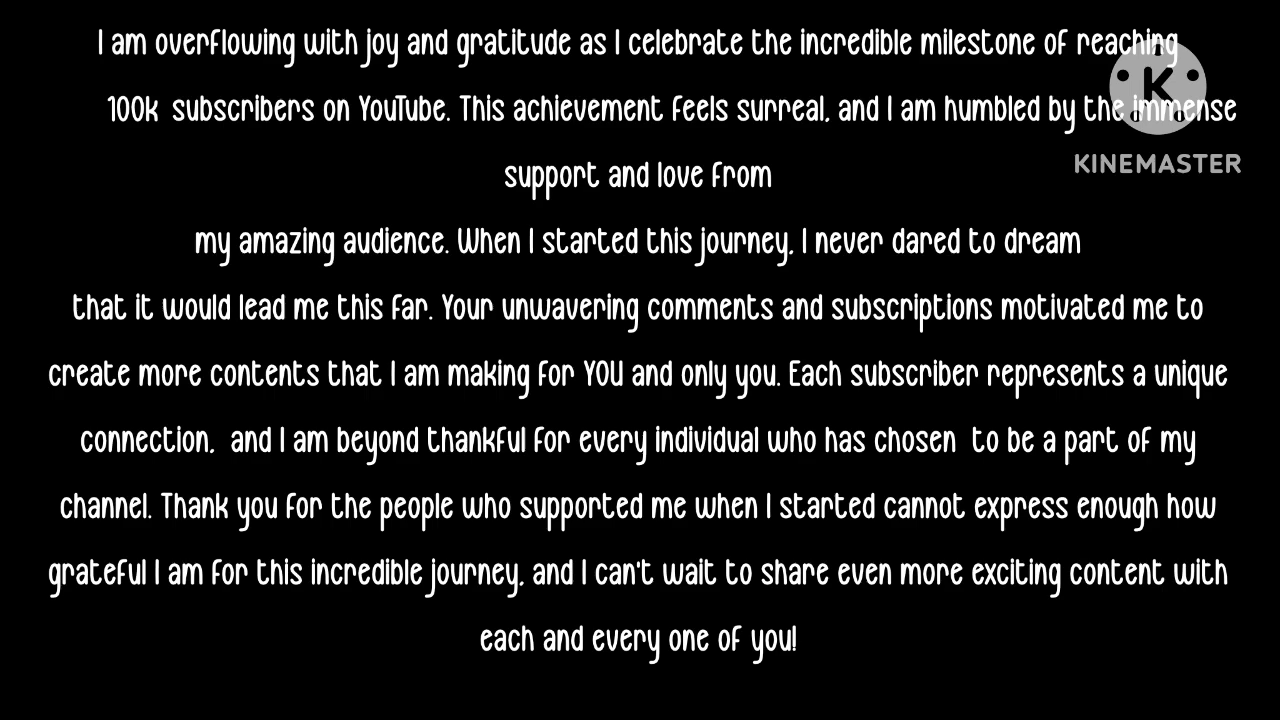 I am overflowing with joy and gratitude as I celebrate the incredible milestone of reaching
100k subscribers on YouTube. This achievement feels surreal, and I am humbled by the immense
support and love from
my amazing audience. When I started this journey, I never dared to dream
that it would lead me this far. Your unwavering comments and subscriptions motivated me to
create more contents that I am making for YOU and only you. Each subscriber represents a unique
connection, and I am beyond thankful for every individual who has chosen to be a part of my
channel. Thank you for the people who supported me when I started cannot express enough how
grateful I am for this incredible journey, and I can't wait to share even more exciting content with
each and every one of you!
K
KINEMASTER